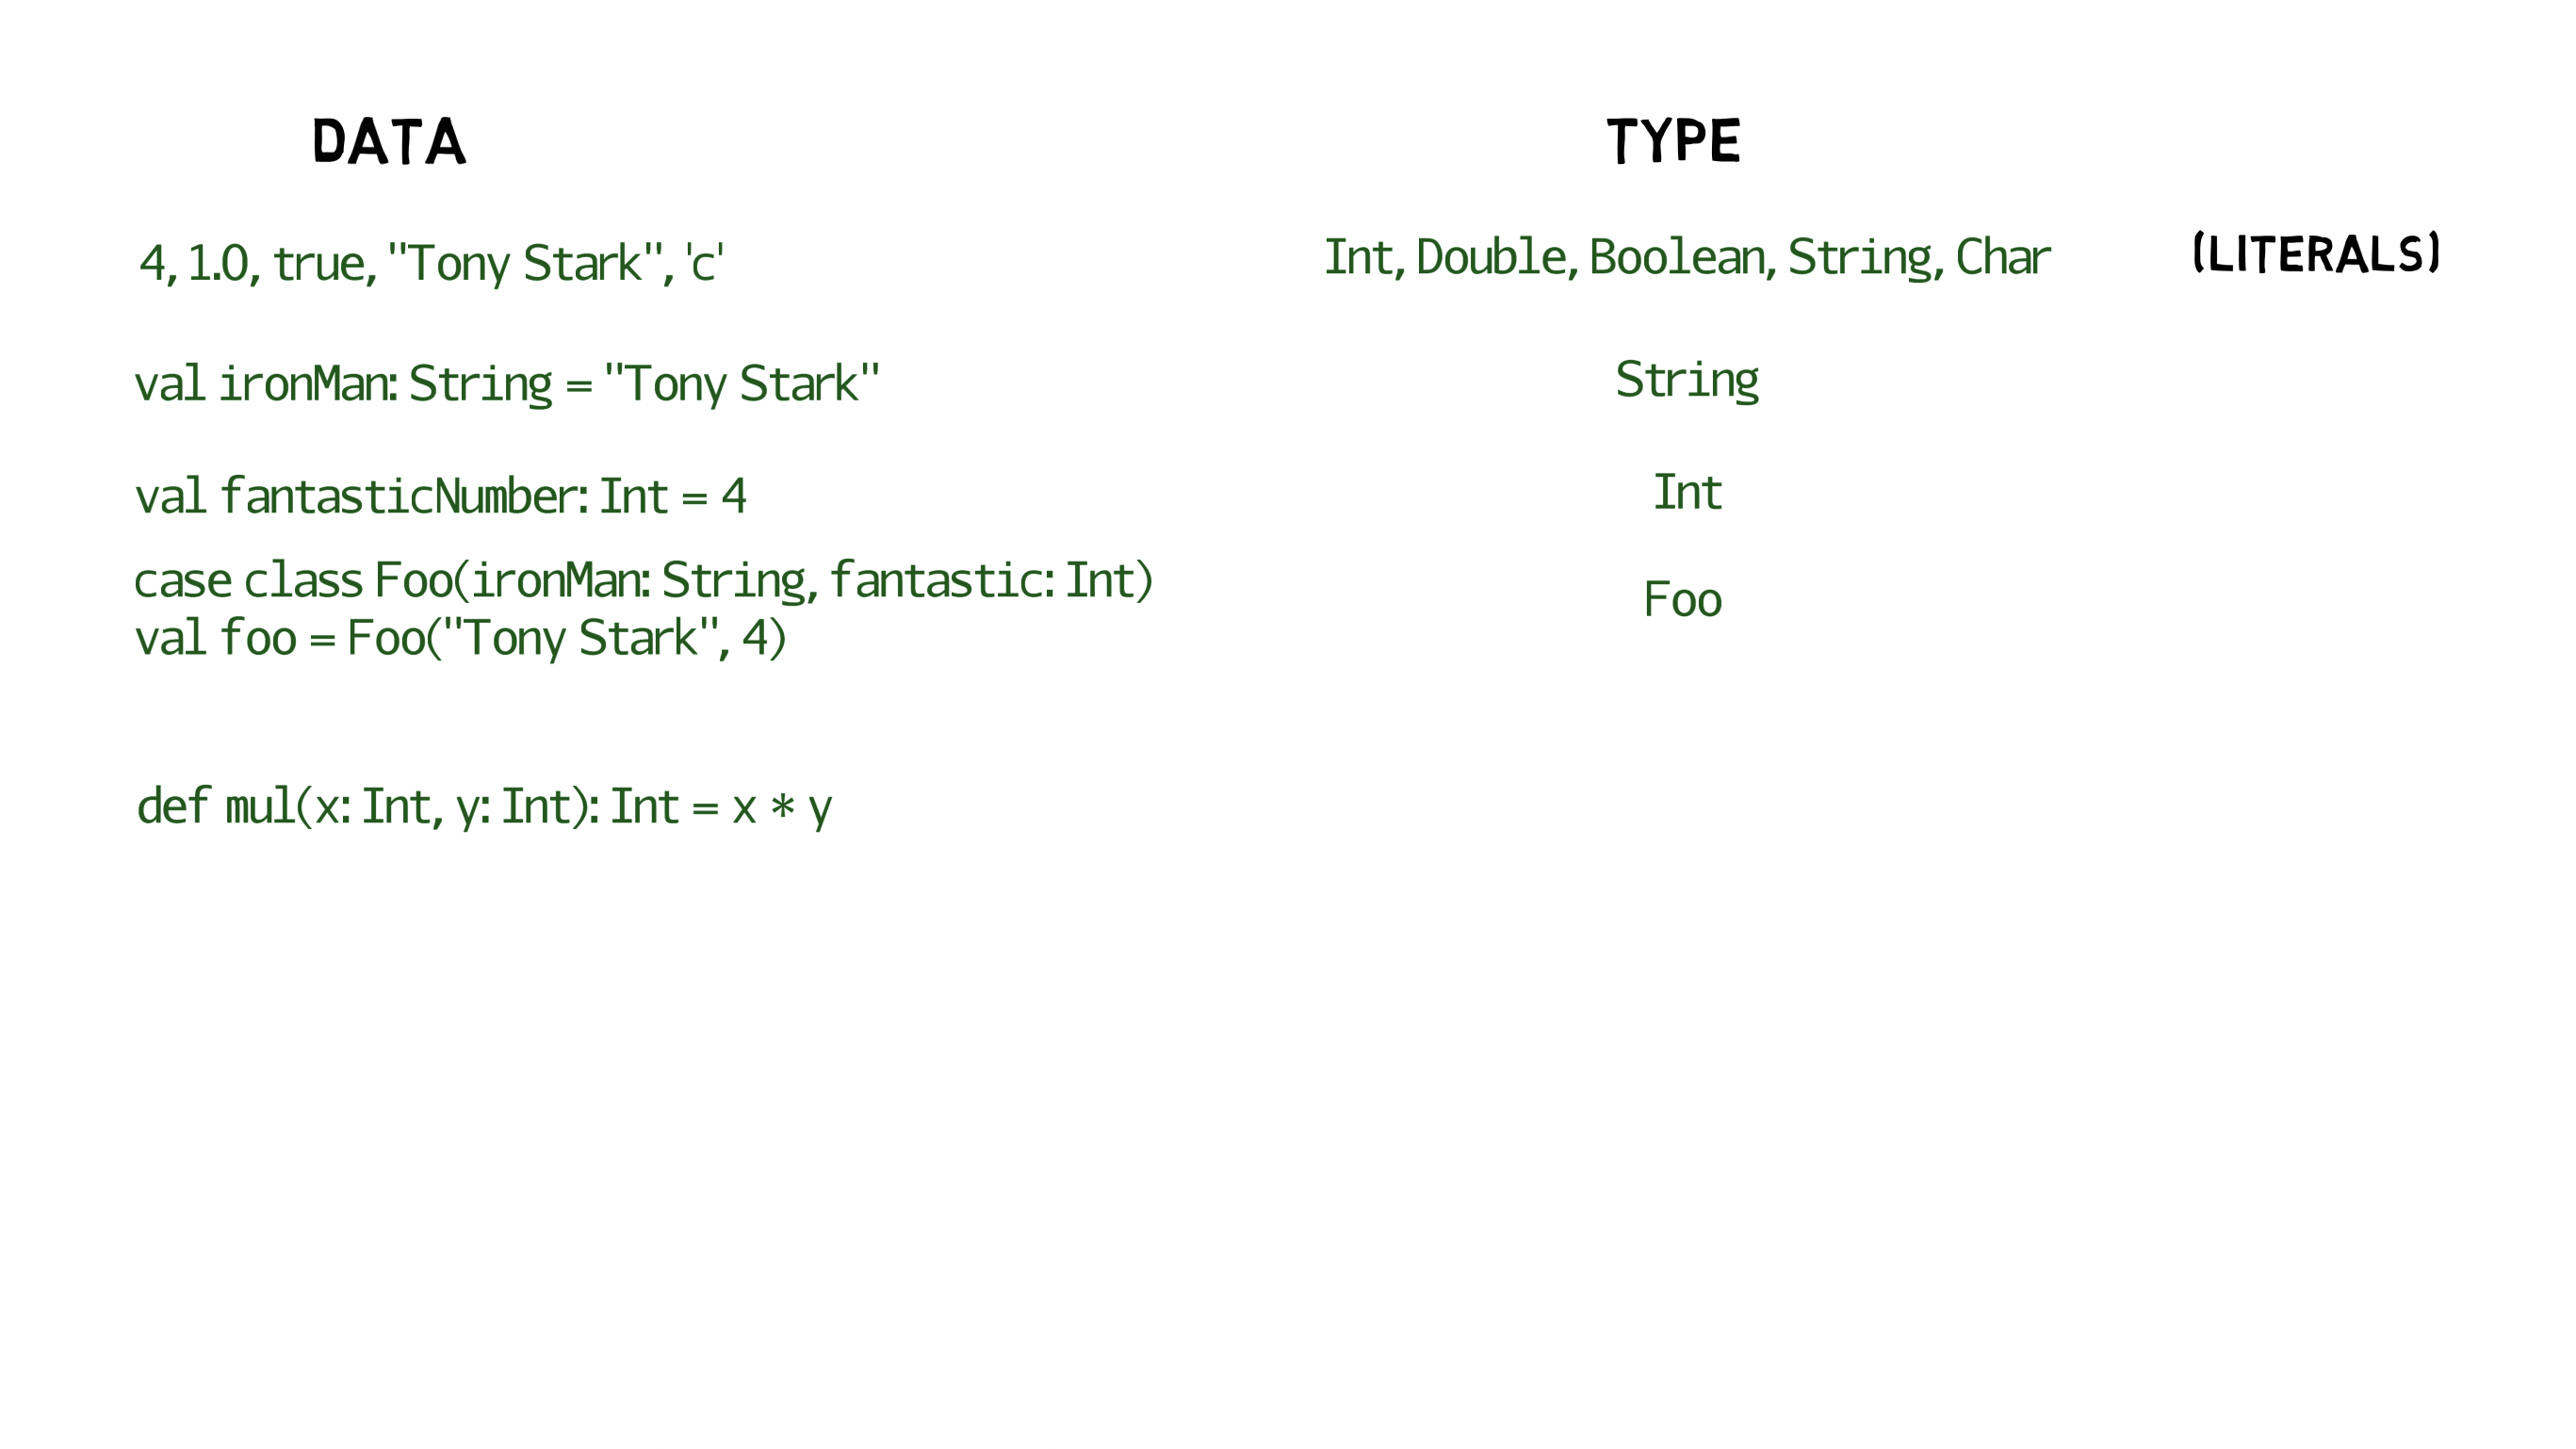 DATA TYPE
4, 1.0, true, "Tony Stark", 'c' Int, Double, Boolean, String, Char (LITERALS)
val ironMan: String = "Tony Stark" String
val fantasticNumber: Int = 4 Int
case class Foo(ironMan: String, fantastic: Int)
val foo = Foo("Tony Stark", 4)
Foo
def mul(x: Int, y: Int): Int = x * y